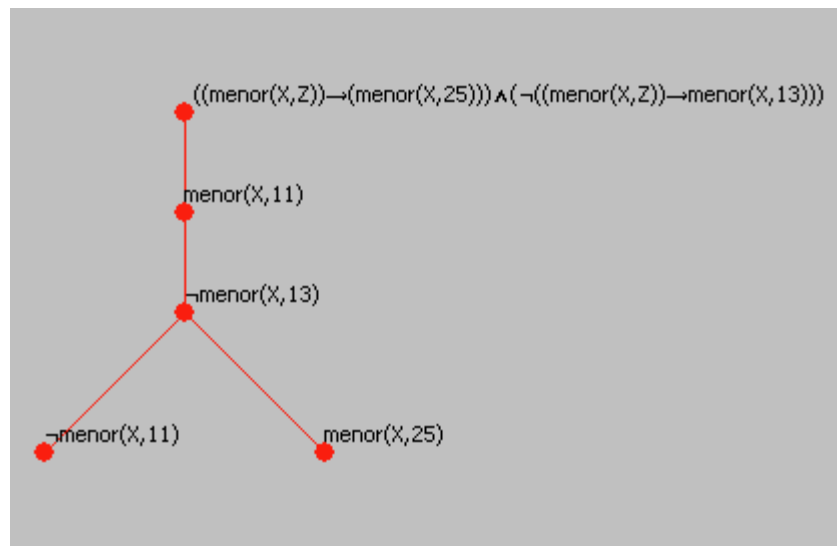 ((menor(X,Z))→(menor(X,25)))∧(¬((menor(X,Z))→menor(X,13)))
menor(X,11)
¬menor(X,13)
¬menor(X,11)
menor(X,25)